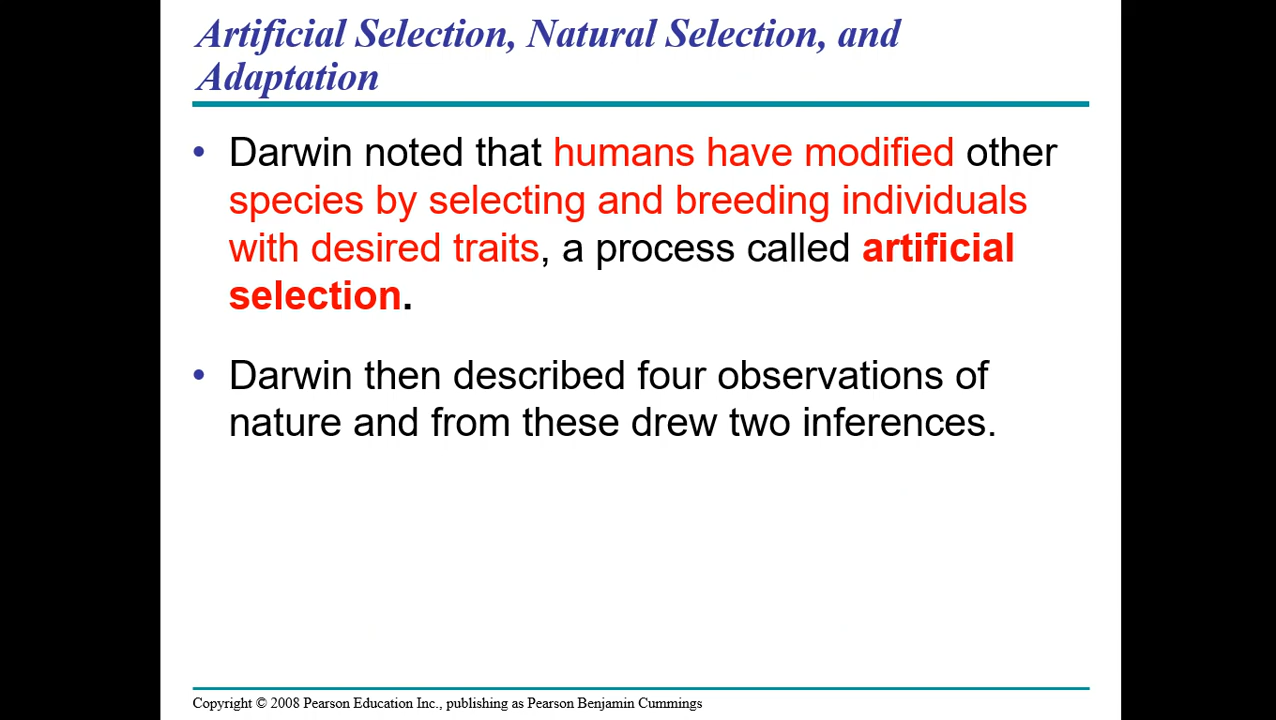 Artificial Selection, Natural Selection, and
Adaptation
• Darwin noted that humans have modified other
species by selecting and breeding individuals
with desired traits, a process called artificial
selection.
• Darwin then described four observations of
nature and from these drew two inferences.
Copyright © 2008 Pearson Education Inc., publishing as Pearson Benjamin Cummings